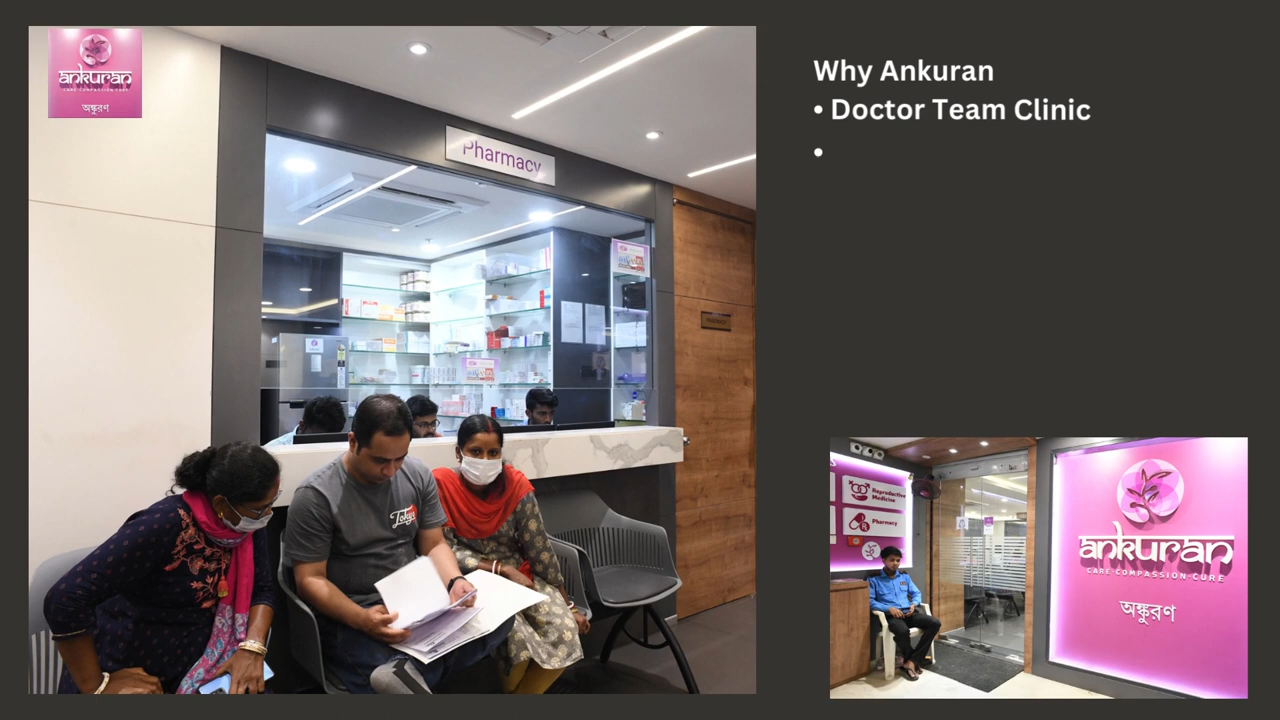 ankuran
CARE·COMPASSION·CURE
অঙ্কুরণ
Pharmacy
Tokyo
Why Ankuran
• Doctor Team Clinic
•
Reproductive
Medicine
Pharmacy
ankuran
CARE·COMPASSION·CURE
অঙ্কুরণ